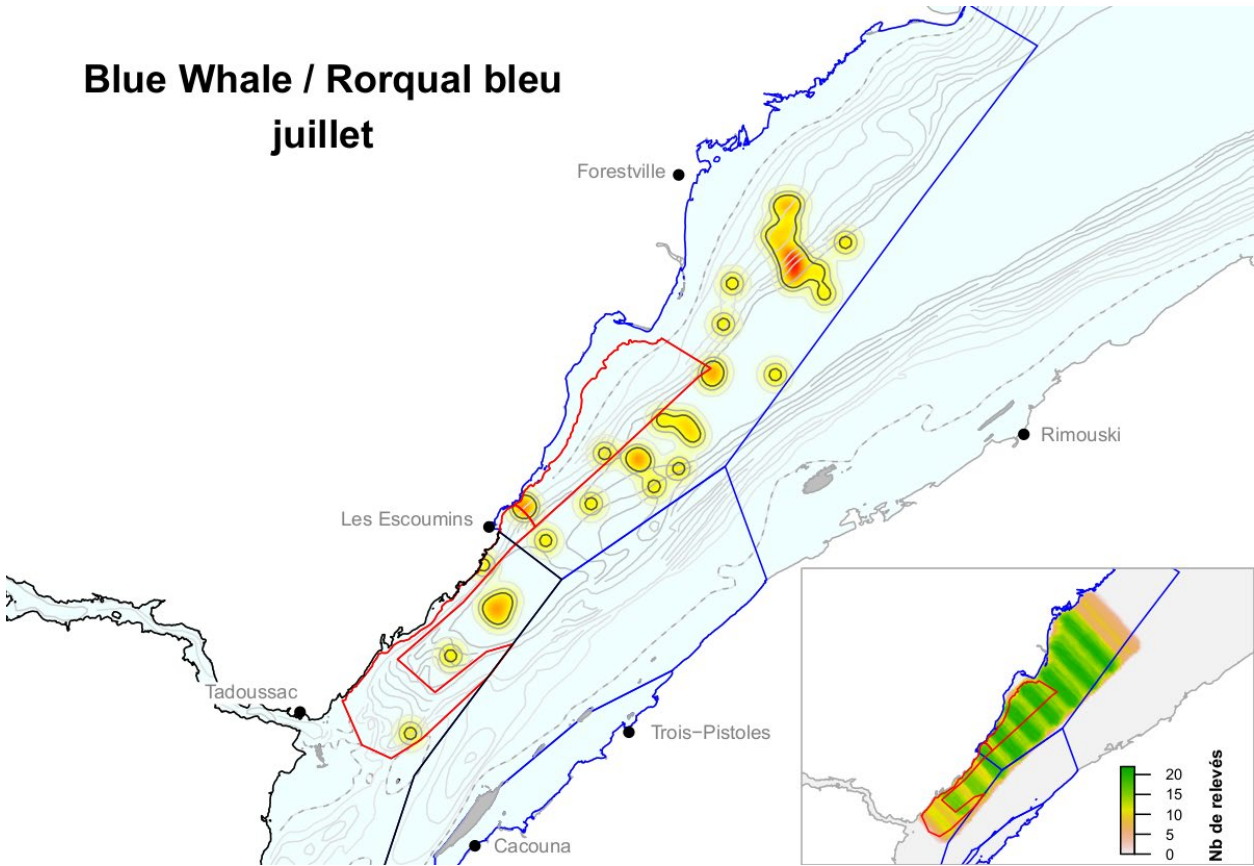 Blue Whale / Rorqual bleu
juillet
Forestville
Rimouski
Les Escoumins
Tadoussac
Trois−Pistoles
Cacouna
20
15
10
5
0
Nb de relevés